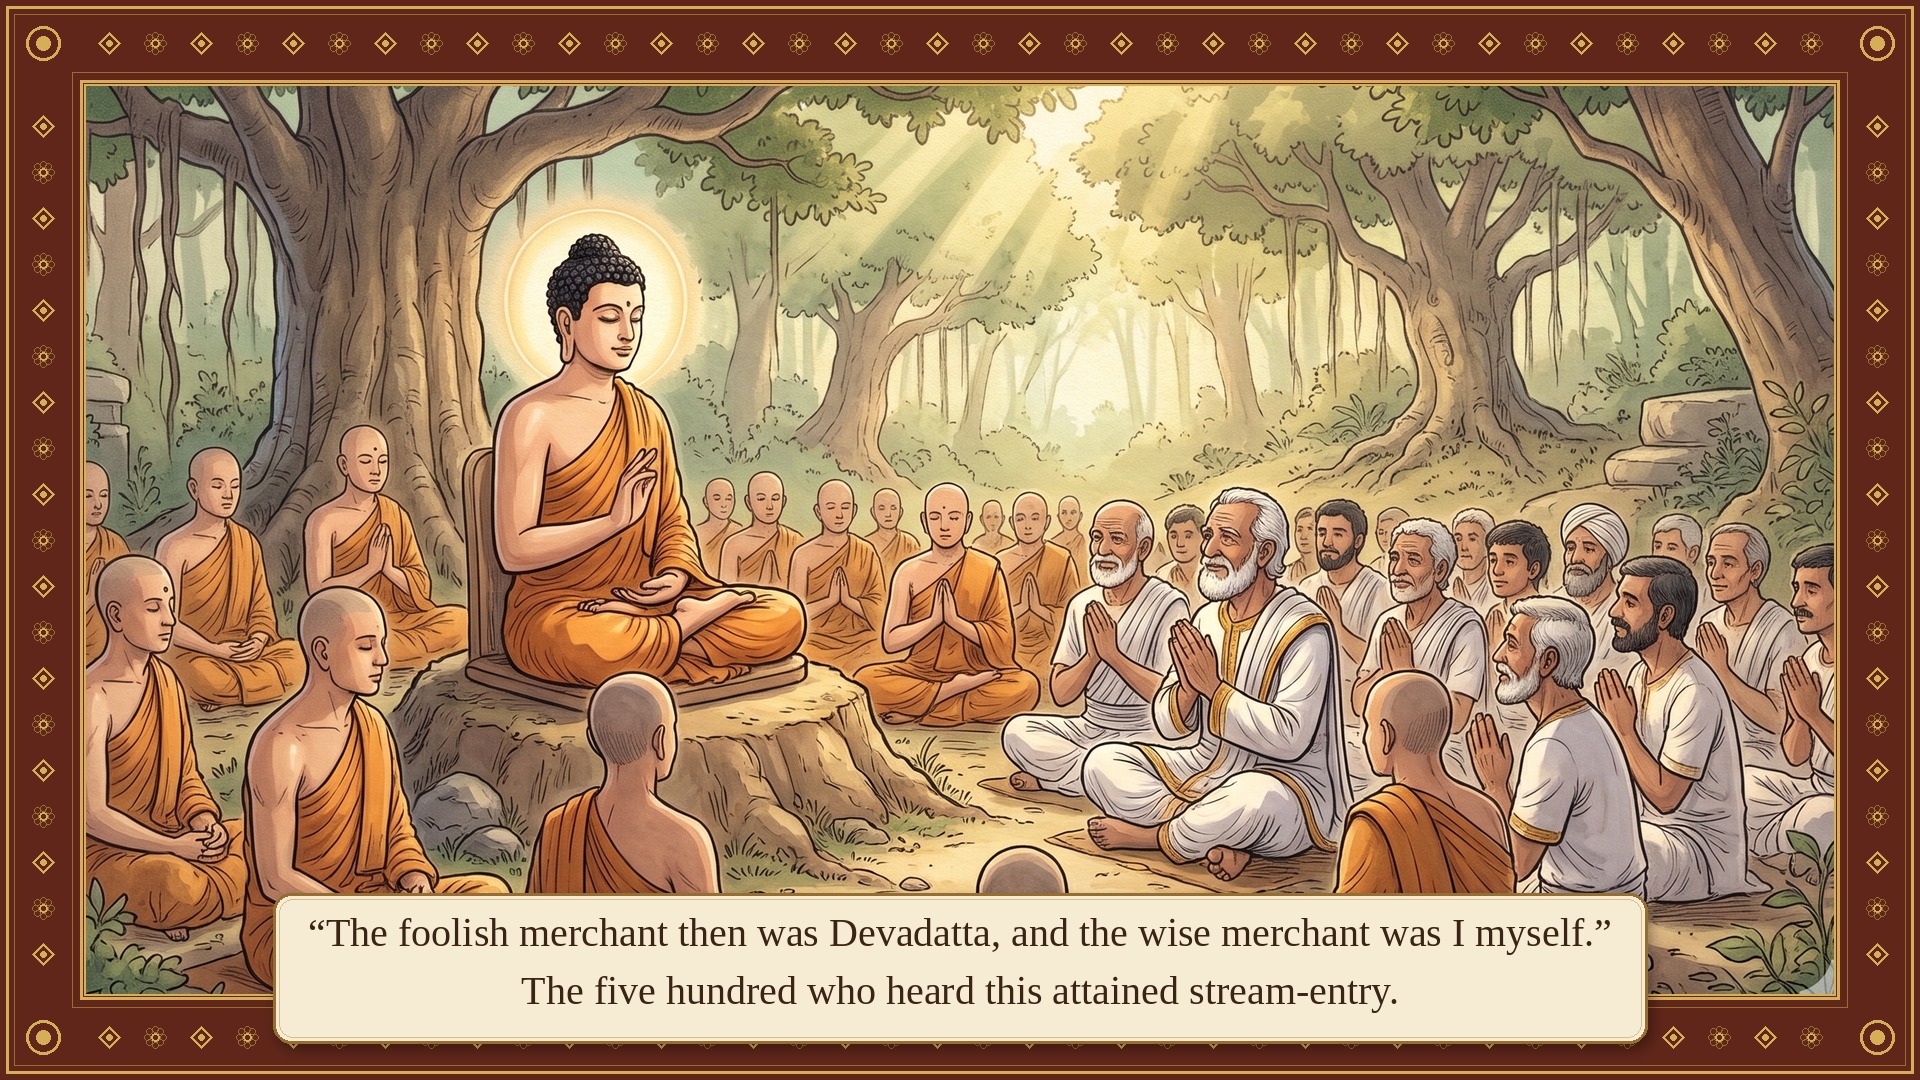 “The foolish merchant then was Devadatta, and the wise merchant was I myself.”
The five hundred who heard this attained stream-entry.